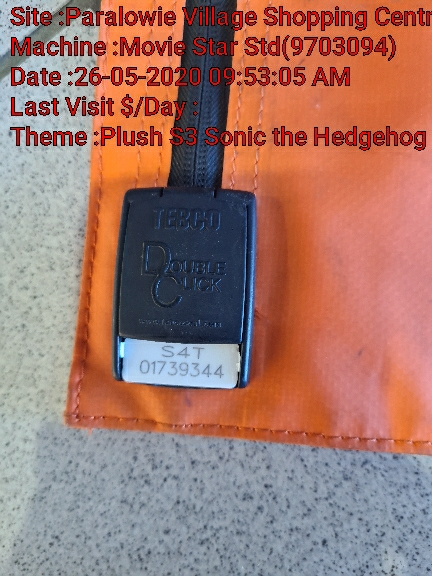 Site :Paralowie Village Shopping Centr
Machine :Movie Star Std(9703094)
Date :26-05-2020 09:53:05 AM
Last Visit $/Day :
Theme :Plush S3 Sonic the Hedgehog
TERCO
DOUBLE
CLICK
S4T
01739344